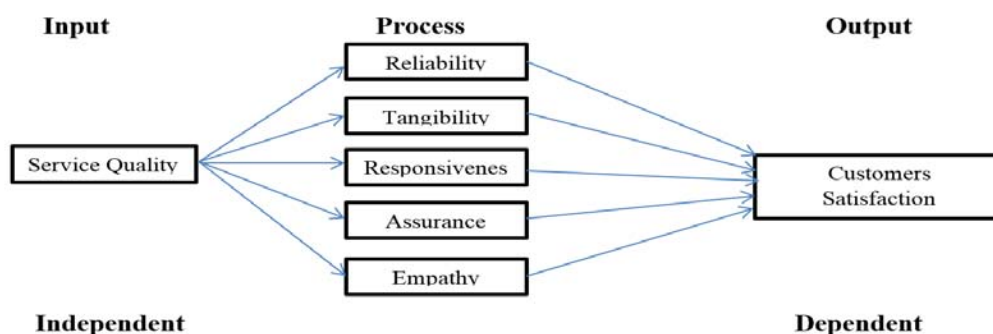 Input Process Output
Reliability
Tangibility
Service Quality
Responsivenes
Customers
Satisfaction
Assurance
Empathy
Independent Dependent